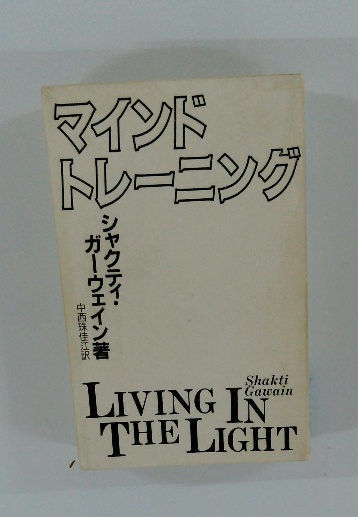 マインド
トレーニング
シャクティ・
ガーウェイン著
中西珠佳江訳
Shakti
Gawain
LIVING IN
THE LIGHT